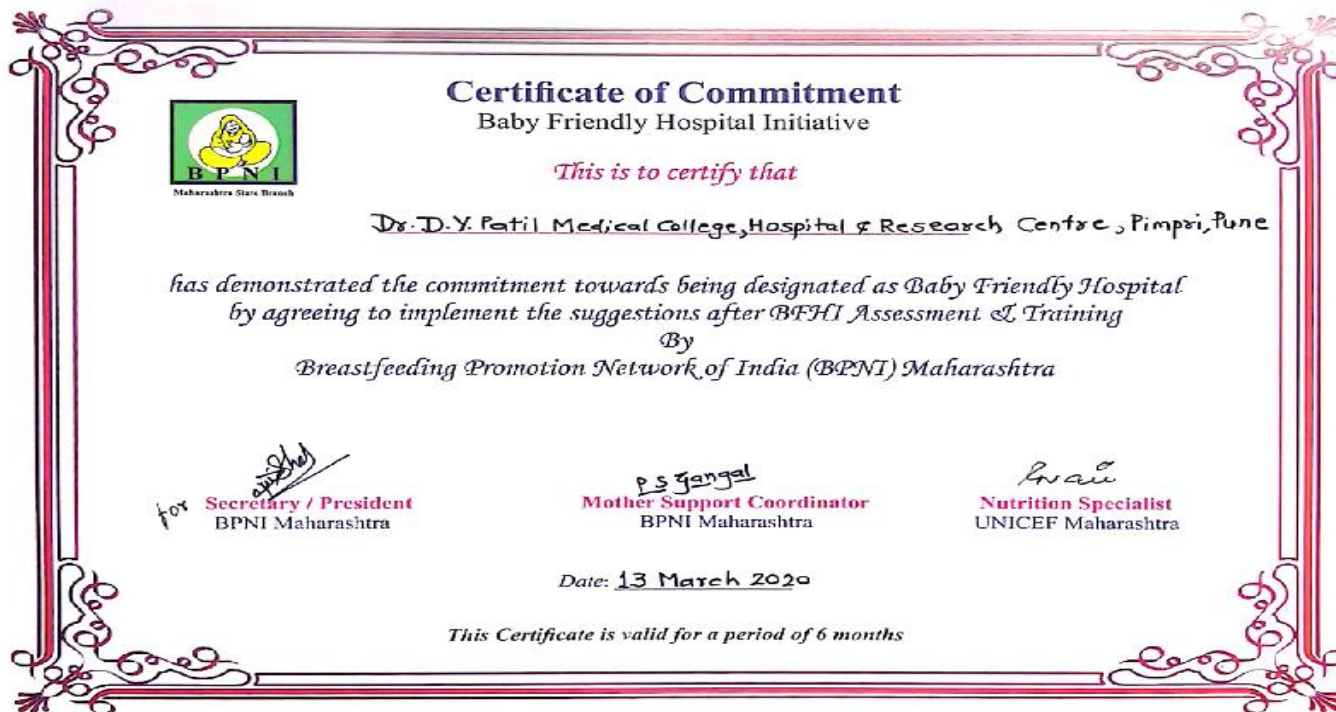 Certificate of Commitment
Baby Friendly Hospital Initiative
BPNI
Maharashtra State Branch
This is to certify that
Dr. D.Y. Patil Medical College, Hospital & Research Centre, Pimpri, Pune
has demonstrated the commitment towards being designated as Baby Friendly Hospital
by agreeing to implement the suggestions after BFHI Assessment & Training
By
Breastfeeding Promotion Network of India (BPNI) Maharashtra
P S Gangal
for Secretary / President
Mother Support Coordinator
Nutrition Specialist
BPNI Maharashtra
BPNI Maharashtra
UNICEF Maharashtra
Date: 13 March 2020
This Certificate is valid for a period of 6 months